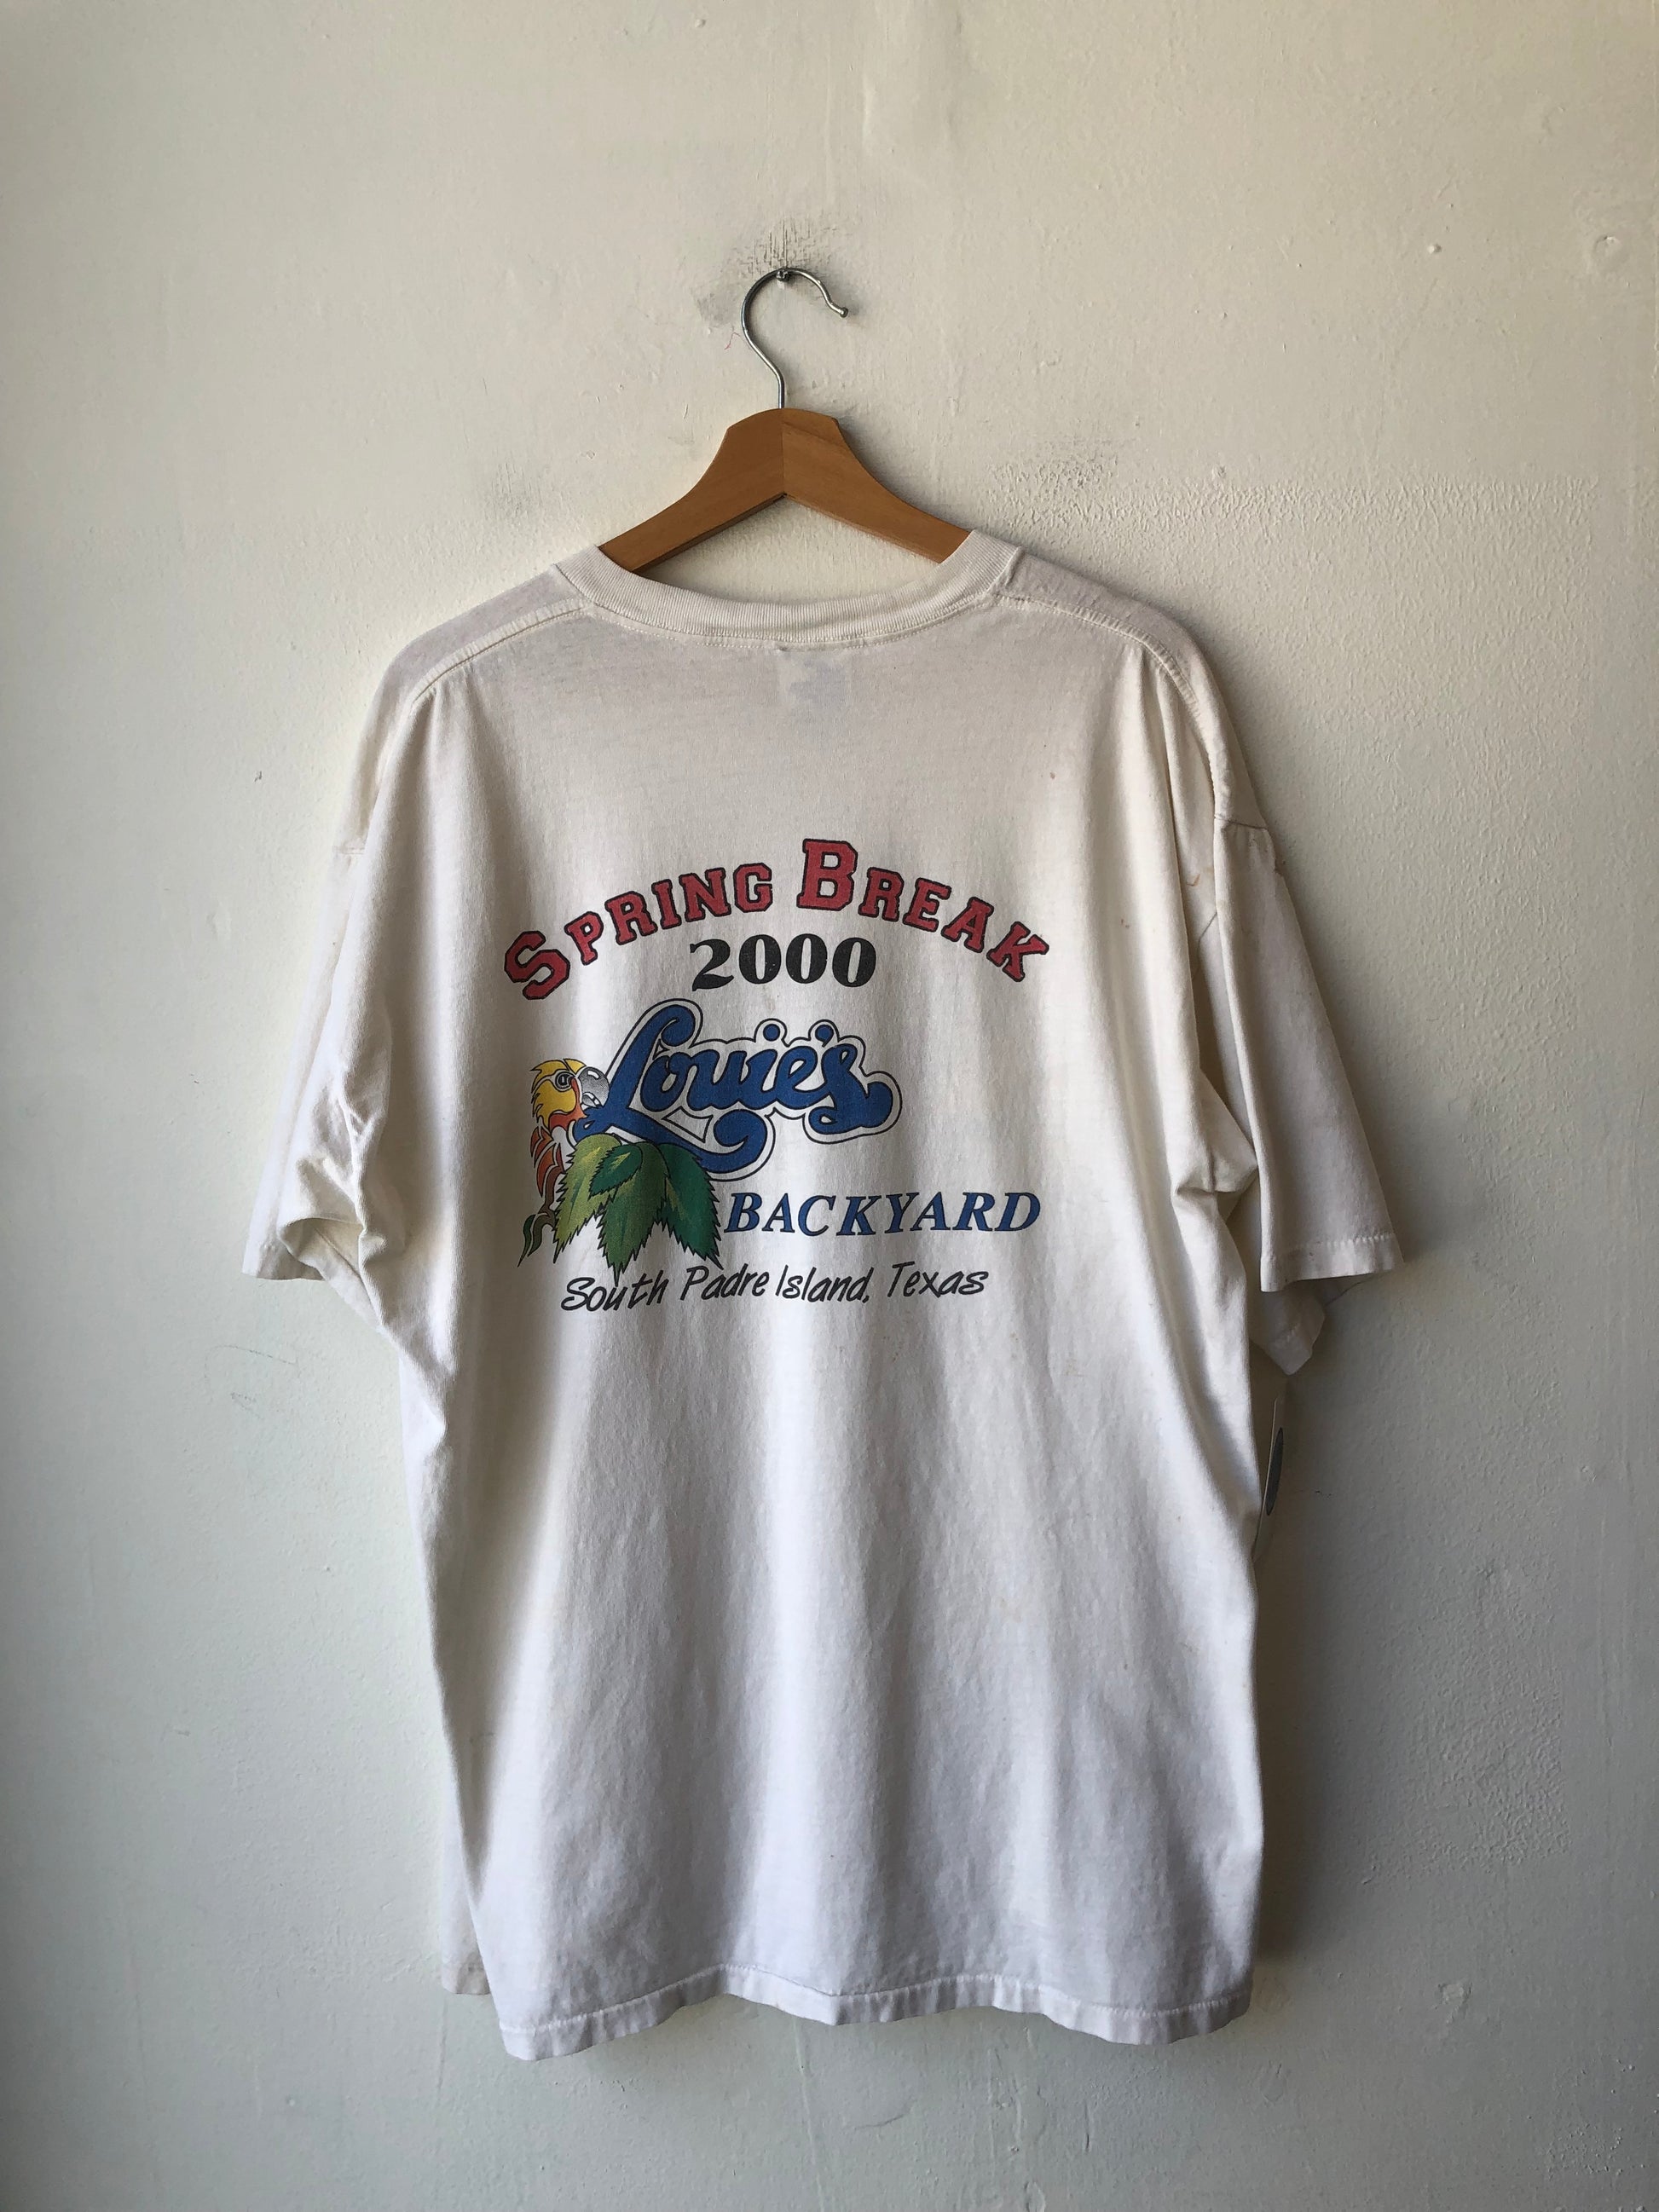 SPRING BREAK
2000
Louie's
BACKYARD
South Padre Island, Texas